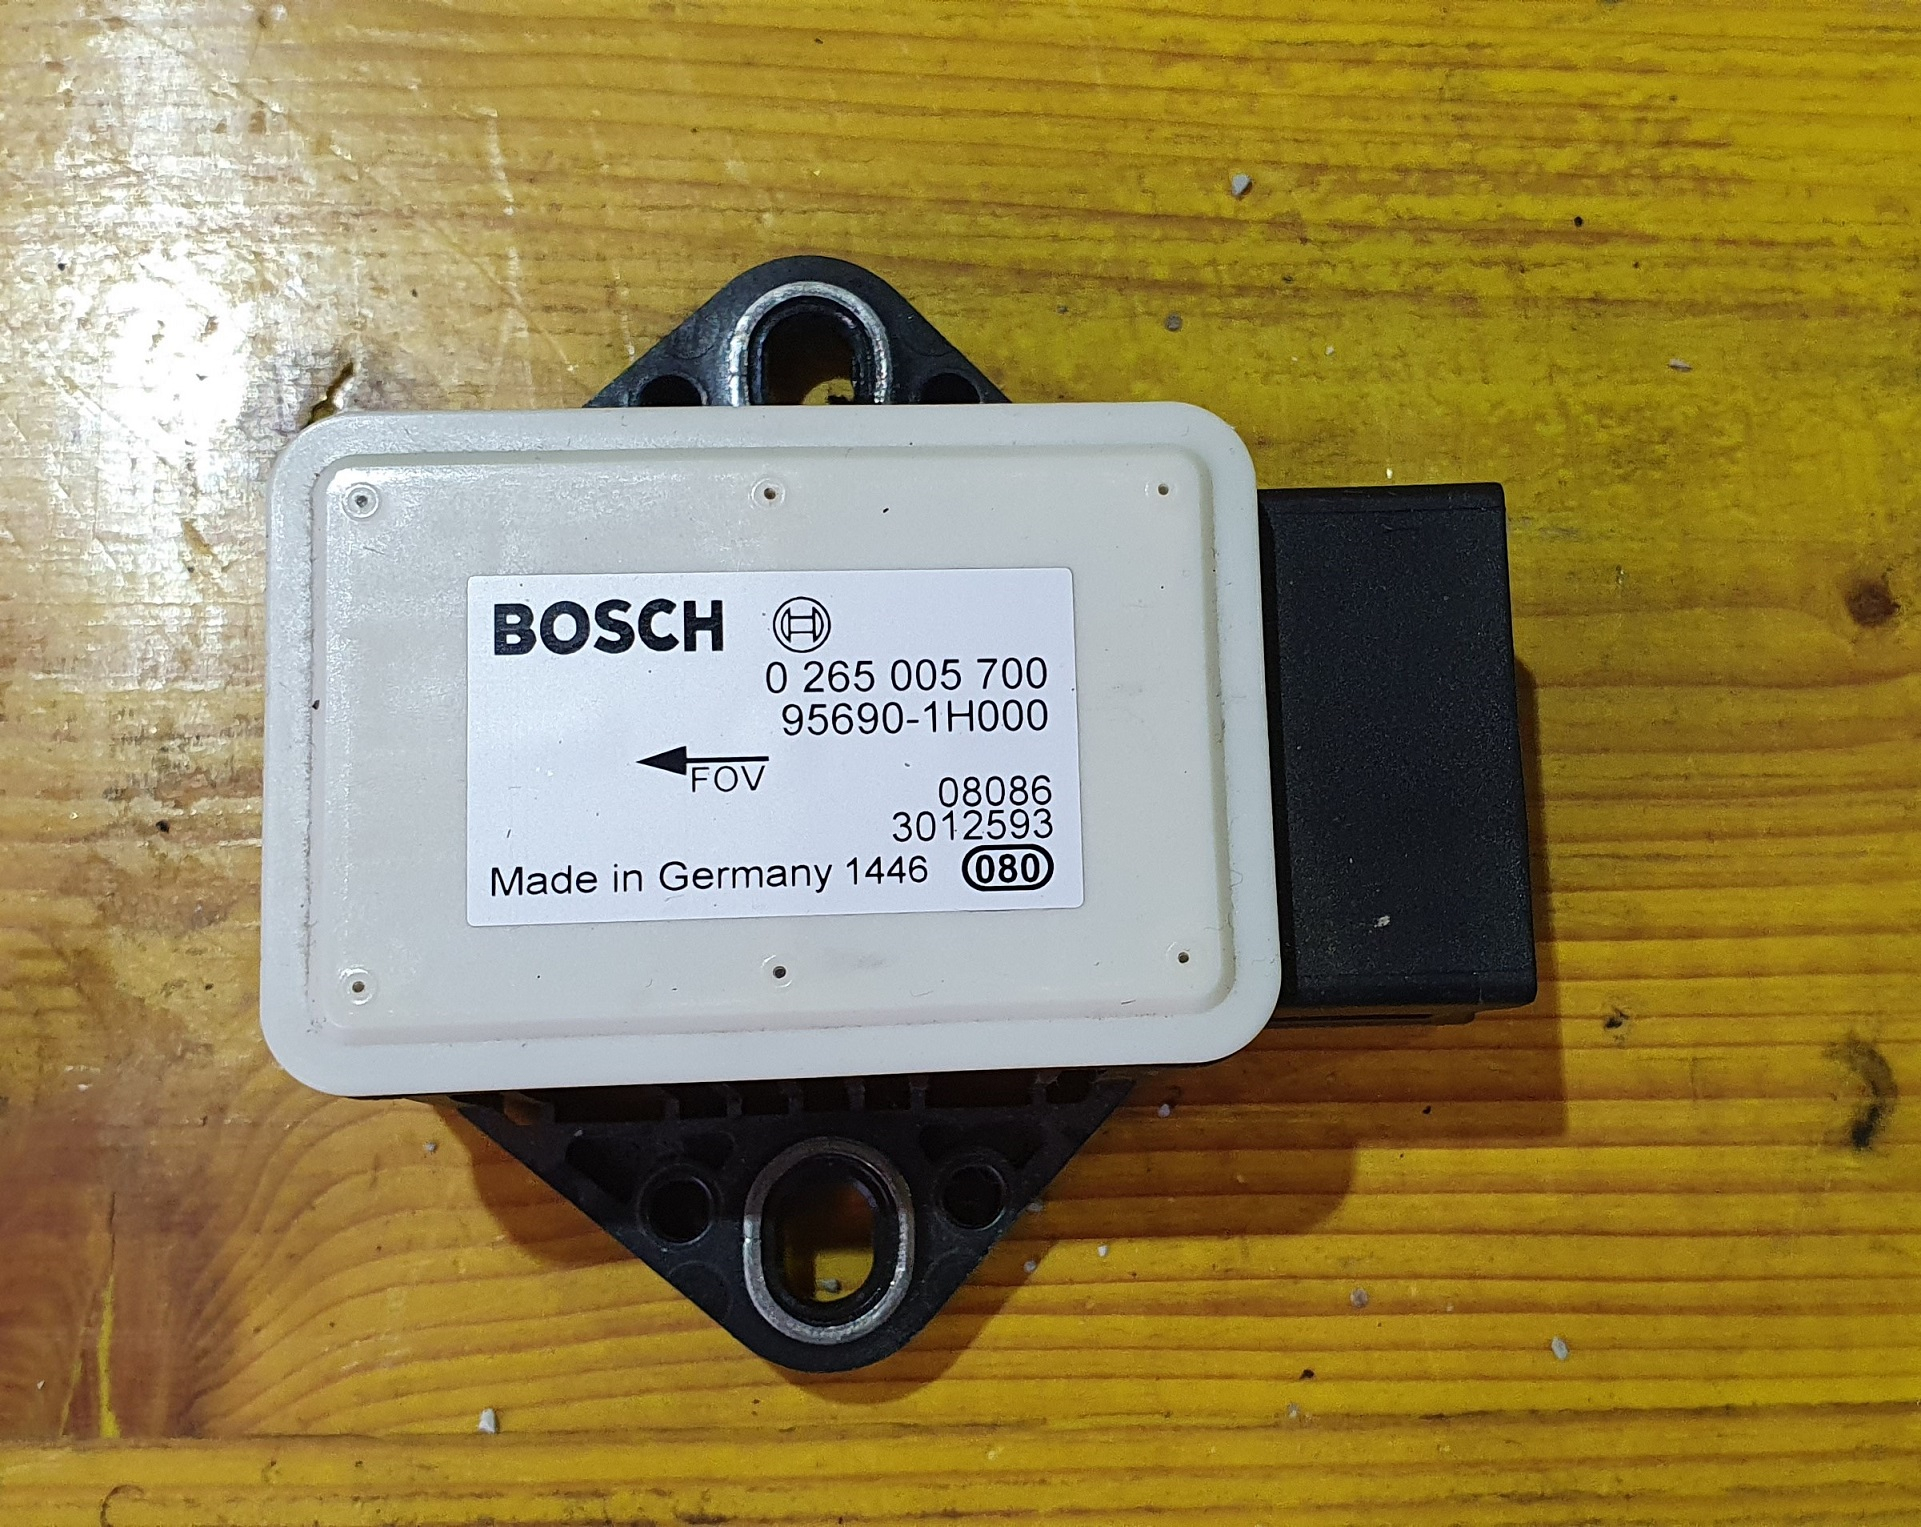 BOSCH
0 265 005 700
95690-1H000
FOV
08086
3012593
Made in Germany 1446 080